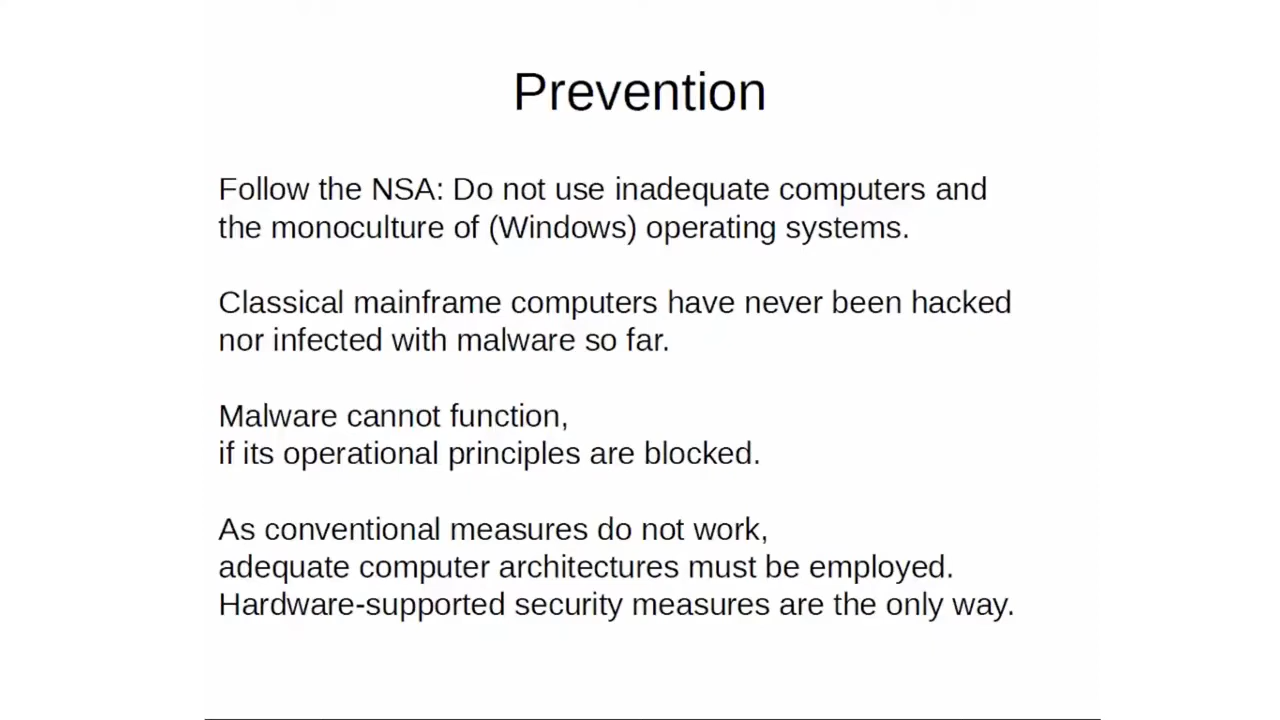 Prevention
Follow the NSA: Do not use inadequate computers and
the monoculture of (Windows) operating systems.
Classical mainframe computers have never been hacked
nor infected with malware so far.
Malware cannot function,
if its operational principles are blocked.
As conventional measures do not work,
adequate computer architectures must be employed.
Hardware-supported security measures are the only way.